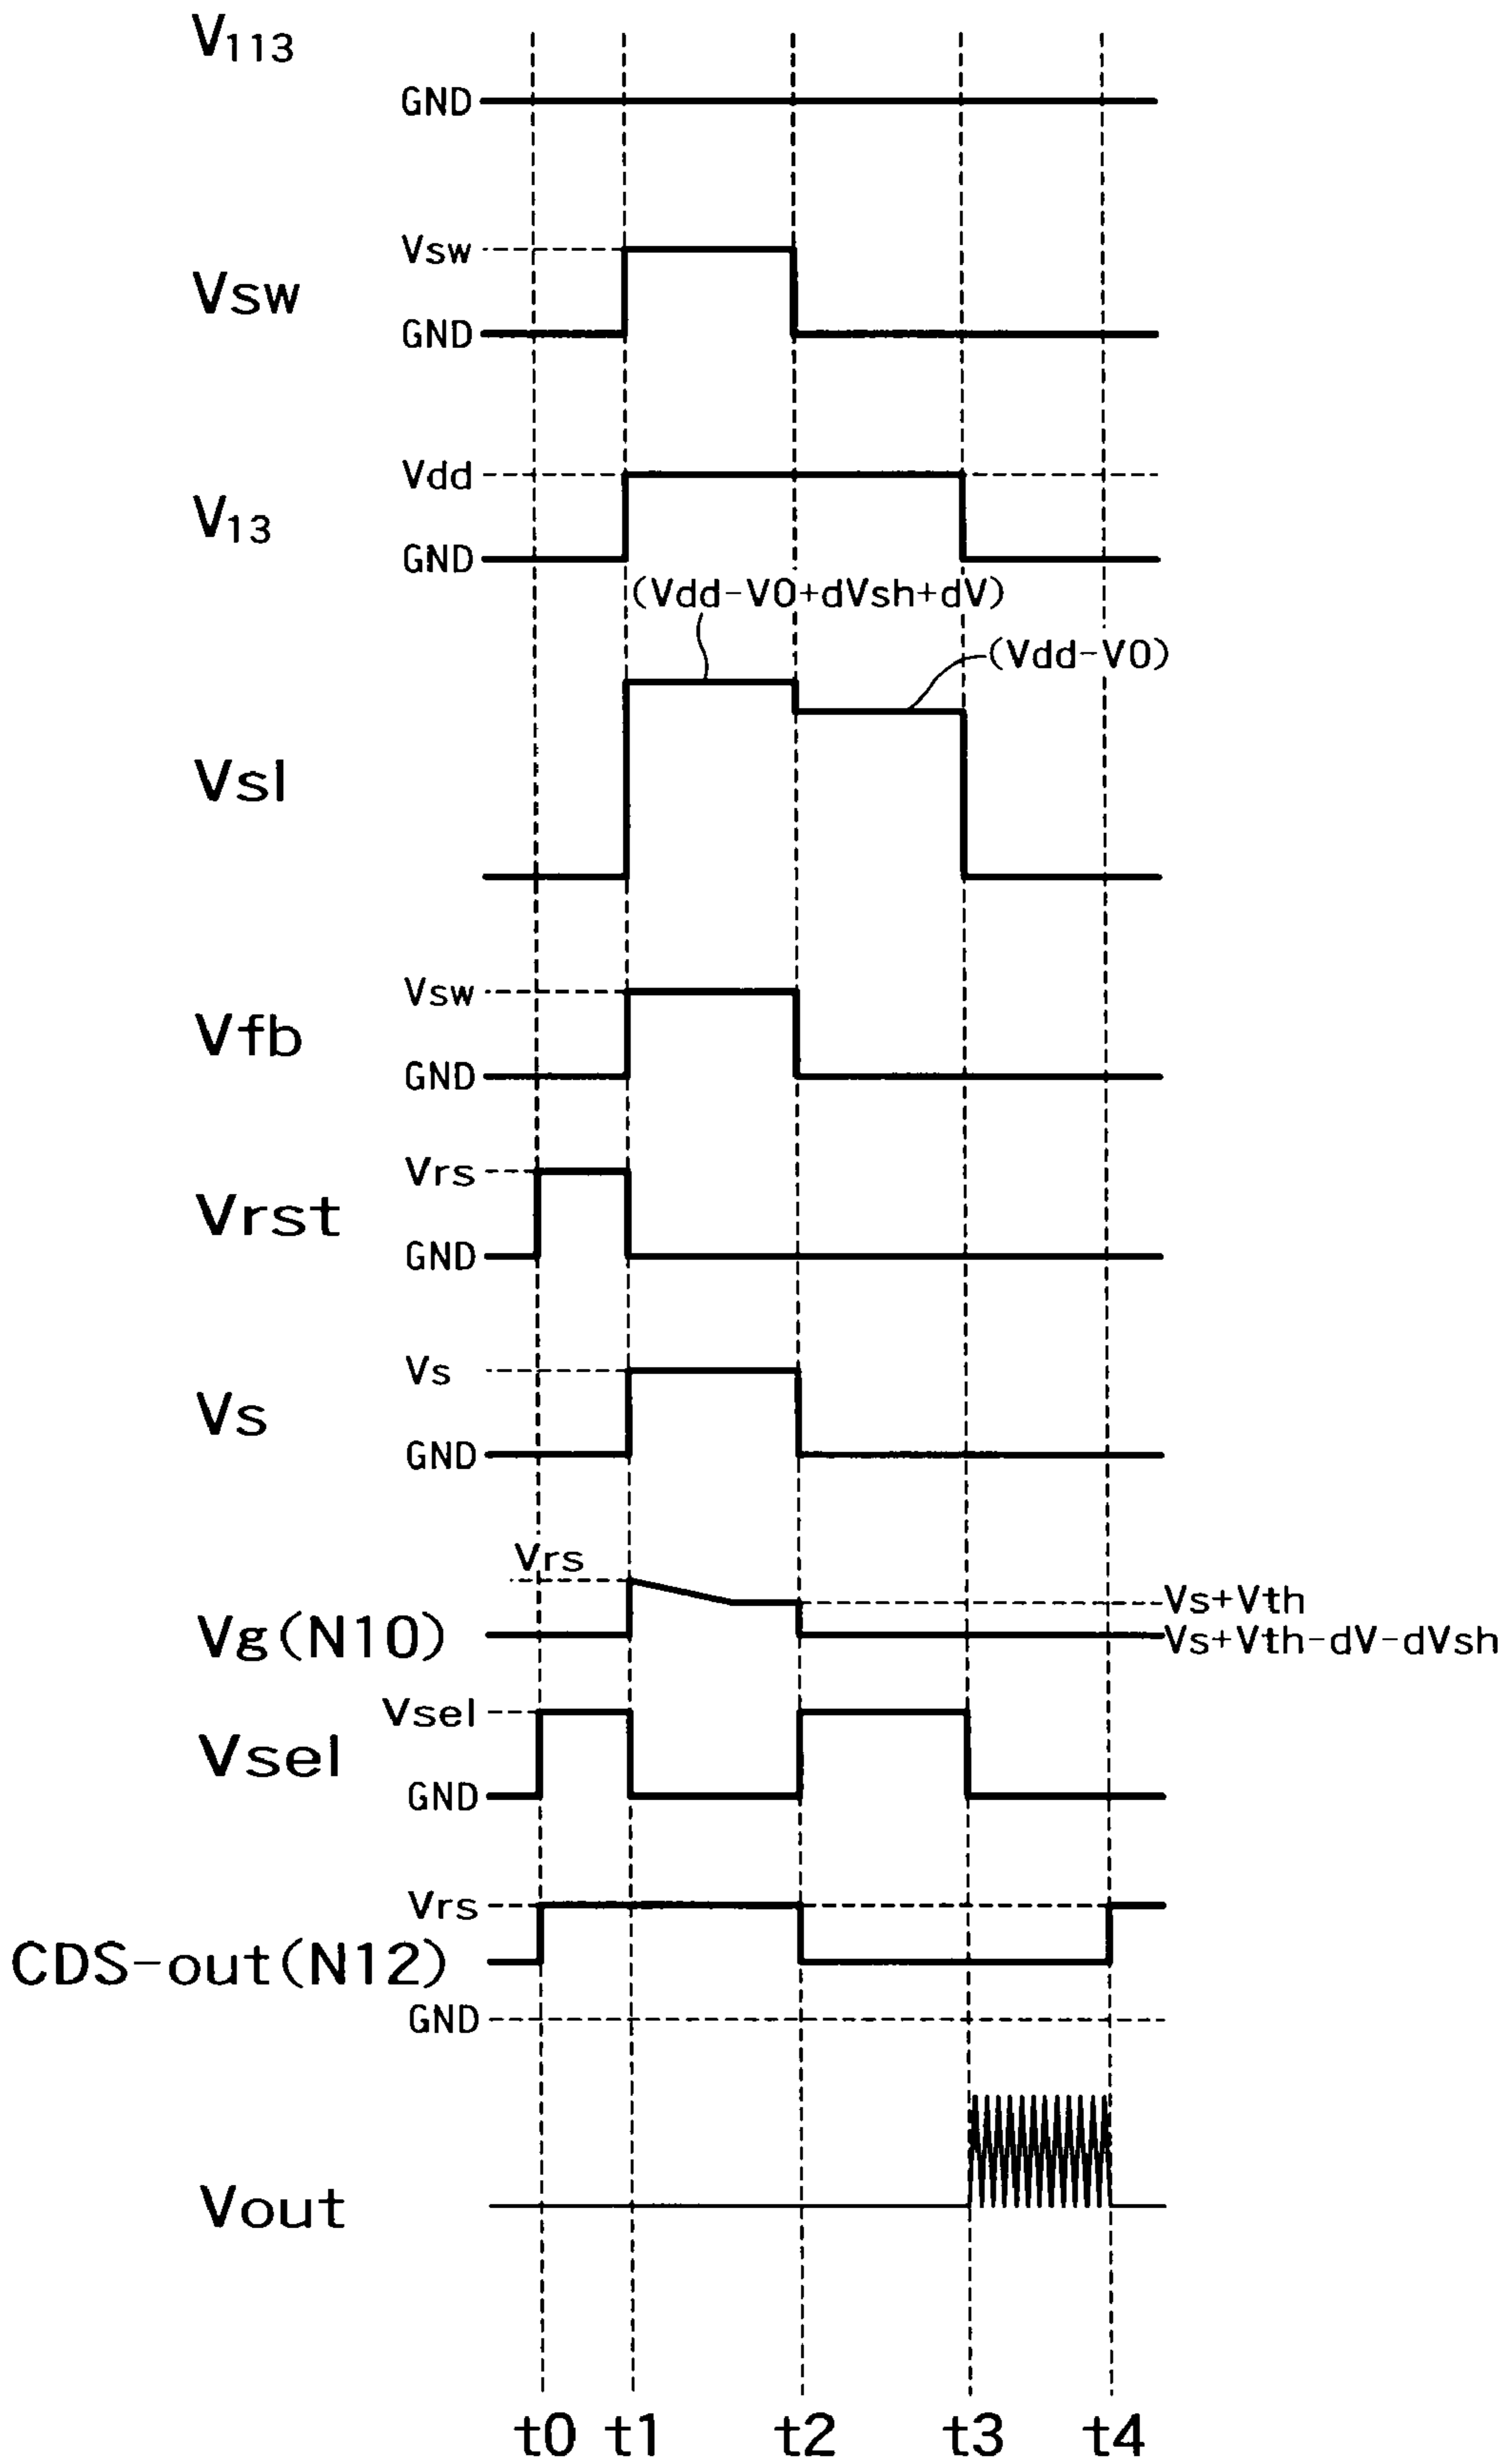 V113
GND
Vsw
Vsw
GND
Vdd
V13
GND
(Vdd-V0+dVsh+dV)
(Vdd-V0)
Vsl
Vsw
Vfb
GND
Vrs
Vrst
GND
Vs
Vs
GND
Vrs
Vs+Vth
Vg(N10)
Vs+Vth-dV-dVsh
Vsel
Vsel
GND
Vrs
CDS-out(N12)
GND
Vout
t0 t1 t2 t3 t4